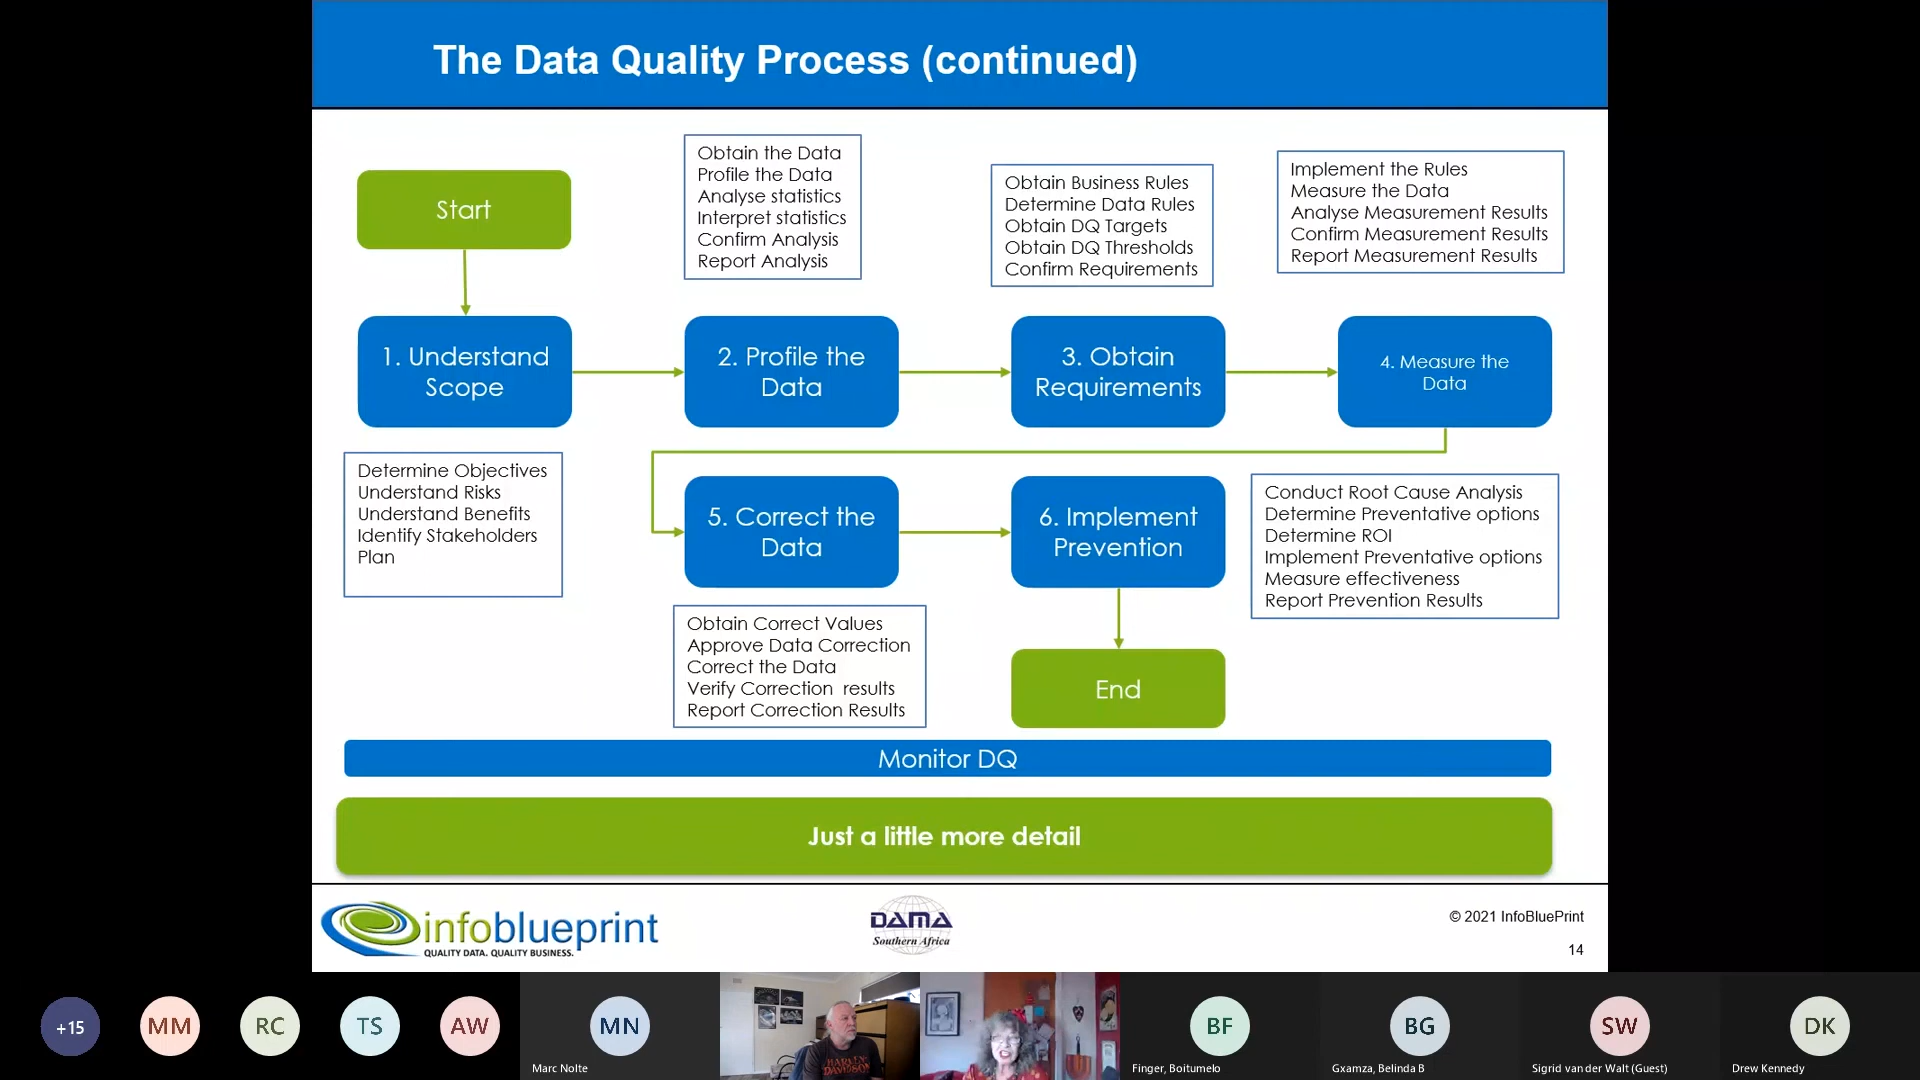 The Data Quality Process (continued)
Start
Obtain the Data
Profile the Data
Analyse statistics
Interpret statistics
Confirm Analysis
Report Analysis
Obtain Business Rules
Determine Data Rules
Obtain DQ Targets
Obtain DQ Thresholds
Confirm Requirements
Implement the Rules
Measure the Data
Analyse Measurement Results
Confirm Measurement Results
Report Measurement Results
1. Understand
Scope
2. Profile the
Data
3. Obtain
Requirements
4. Measure the
Data
Determine Objectives
Understand Risks
Understand Benefits
Identify Stakeholders
Plan
5. Correct the
Data
6. Implement
Prevention
Conduct Root Cause Analysis
Determine Preventative options
Determine ROI
Implement Preventative options
Measure effectiveness
Report Prevention Results
Obtain Correct Values
Approve Data Correction
Correct the Data
Verify Correction  results
Report Correction Results
End
Monitor DQ
Just a little more detail
infoblueprint
QUALITY DATA. QUALITY BUSINESS.
DAMA
Southern Africa
© 2021 InfoBluePrint
14
+15
MM
RC
TS
AW
MN
Marc Nolte
HARLEY
DAVIDSON
BF
Finger, Boitumelo
BG
Gxamza, Belinda B
SW
Sigrid van der Walt (Guest)
DK
Drew Kennedy